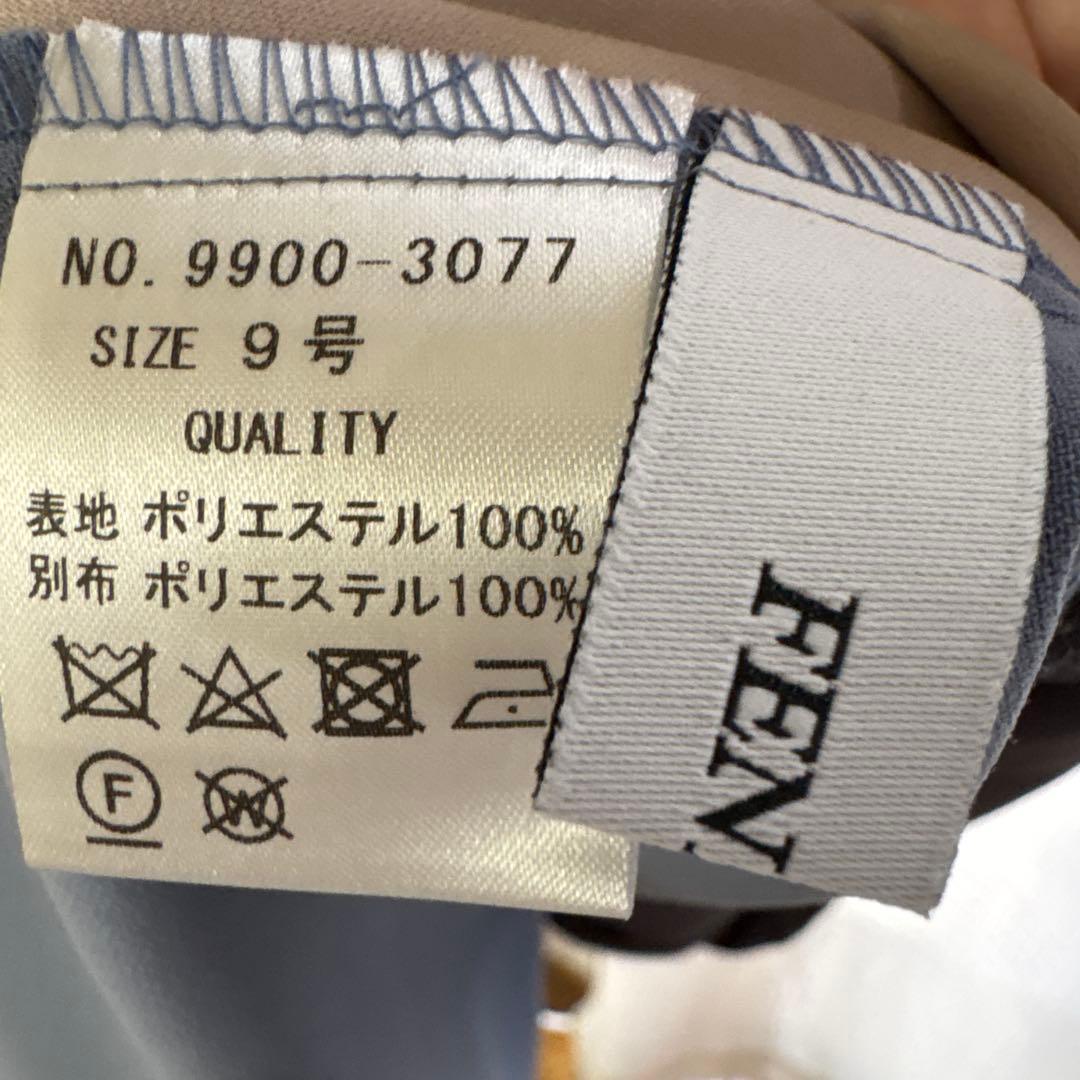 NO. 9900-3077
SIZE 9号
QUALITY
表地 ポリエステル100%
別布 ポリエステル100%
F
W
FEN